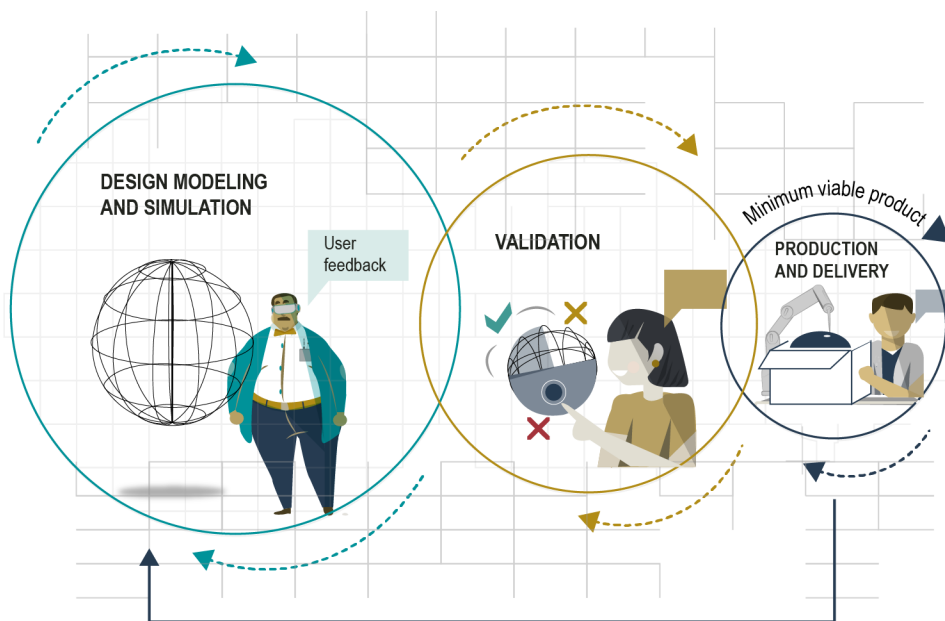 DESIGN MODELING
AND SIMULATION
User
feedback
VALIDATION
Minimum viable product
PRODUCTION
AND DELIVERY